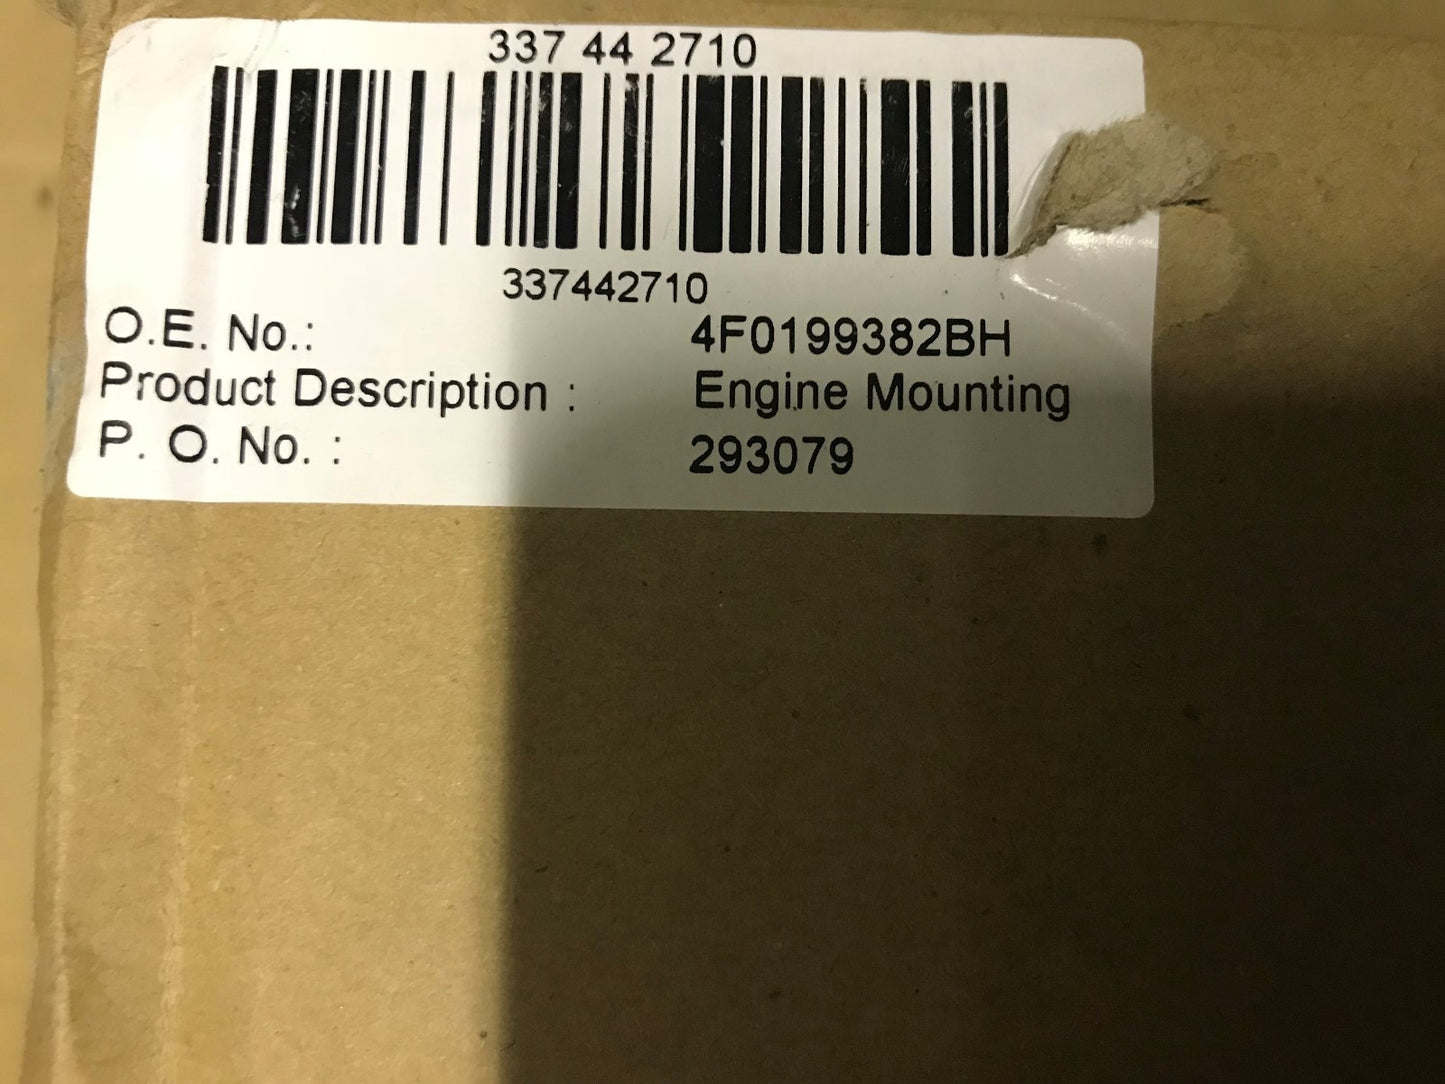 337 44 2710
337442710
O.E. No.: 4F0199382BH
Product Description : Engine Mounting
P. O. No. : 293079